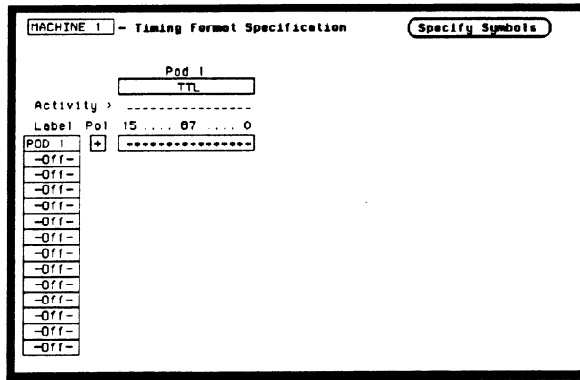 MACHINE 1 - Timing Format Specification Specify Symbols
Pod 1
TTL
Activity > ----------------
Label Pol 15 .... 87 .... 0
POD 1 + ****************
-Off-
-Off-
-Off-
-Off-
-Off-
-Off-
-Off-
-Off-
-Off-
-Off-
-Off-
-Off-
-Off-